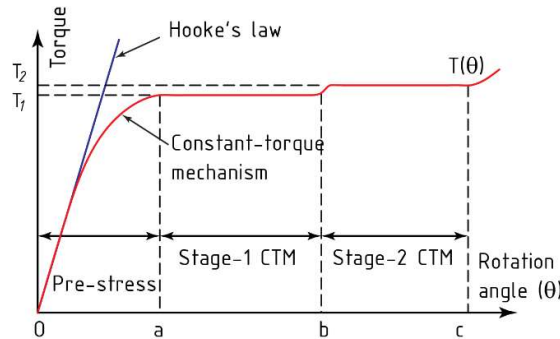 Torque
Hooke's law
T₂
T₁
T(θ)
Constant-torque
mechanism
Stage-1 CTM
Stage-2 CTM
Rotation
angle (θ)
Pre-stress
0
a
b
c